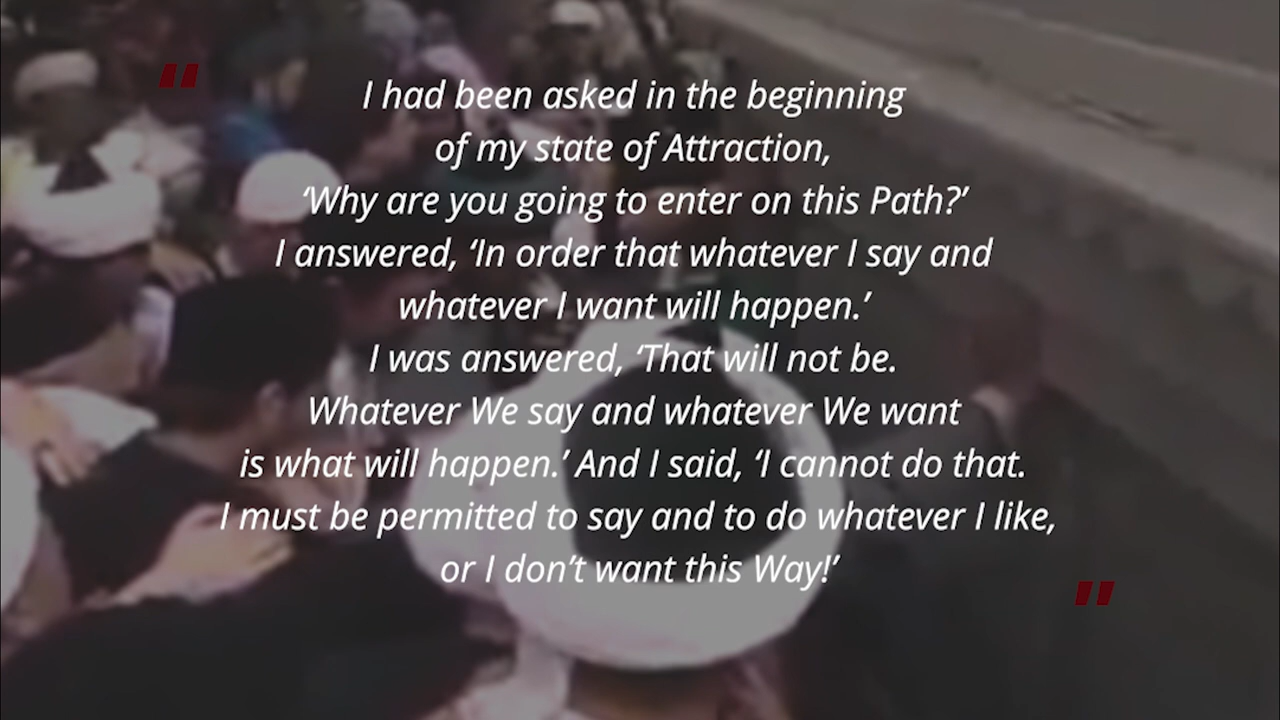 "
I had been asked in the beginning
of my state of Attraction,
‘Why are you going to enter on this Path?’
I answered, ‘In order that whatever I say and
whatever I want will happen.’
I was answered, ‘That will not be.
Whatever We say and whatever We want
is what will happen.’ And I said, ‘I cannot do that.
I must be permitted to say and to do whatever I like,
or I don’t want this Way!’
"